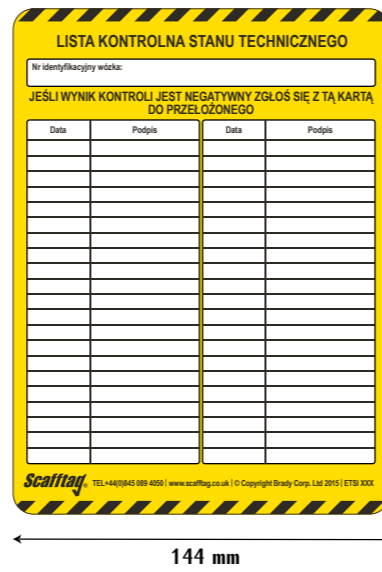 LISTA KONTROLNA STANU TECHNICZNEGO
Nr identyfikacyjny wózka:
JEŚLI WYNIK KONTROLI JEST NEGATYWNY ZGŁOŚ SIĘ Z TĄ KARTĄ
DO PRZEŁOŻONEGO
Data Podpis Data Podpis
Scafftag® TEL+44(0)845 089 4050 | www.scafftag.co.uk | © Copyright Brady Corp. Ltd 2015 | ETSI XXX
144 mm